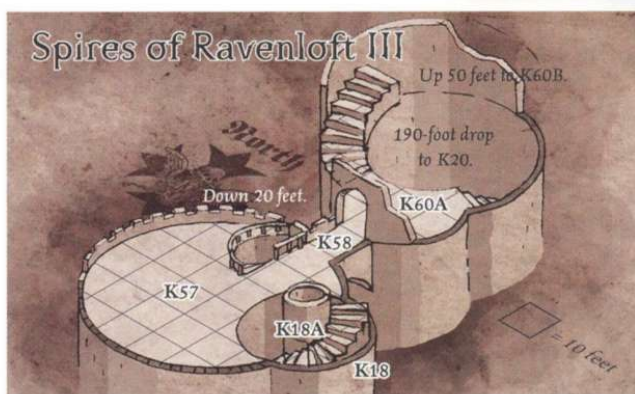 Spires of Ravenloft III
Up 50 feet to K60B.
North
190-foot drop
to K20.
Down 20 feet.
K60A
K58
K57
K18A
K18
= 10 feet